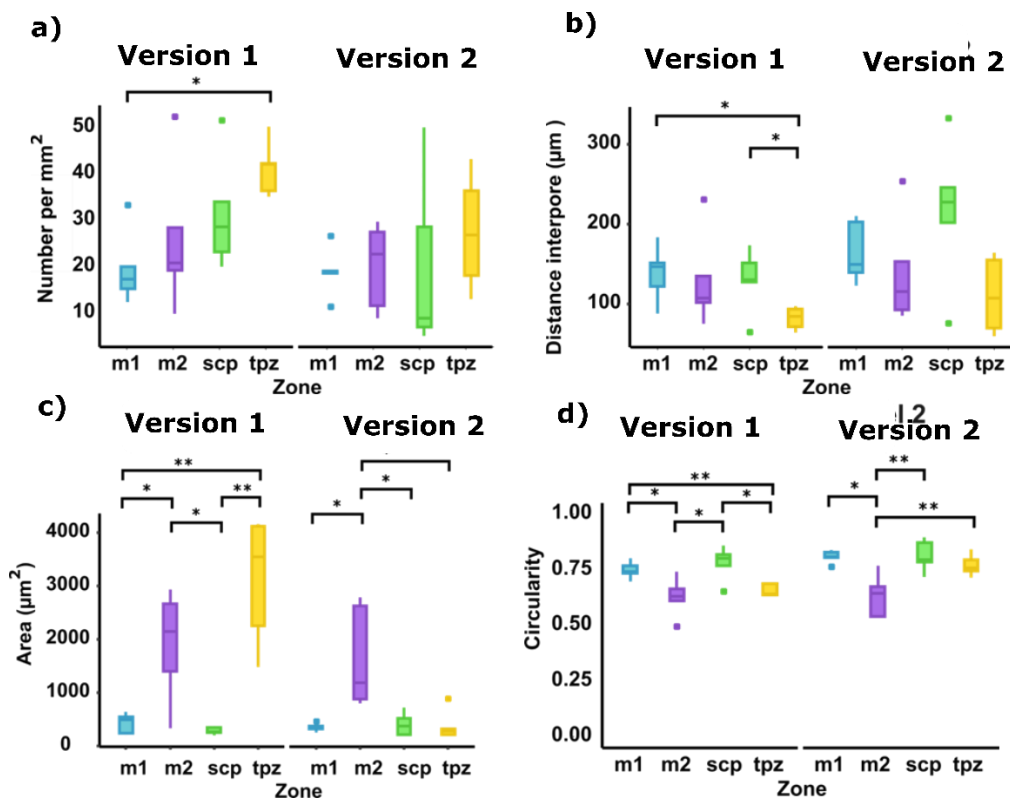 a)
Version 1 Version 2
*
Number per mm²
50
40
30
20
10
m1 m2 scp tpz m1 m2 scp tpz
Zone
b)
Version 1 Version 2
*
*
Distance interpore (µm)
300
200
100
m1 m2 scp tpz m1 m2 scp tpz
Zone
c)
Version 1 Version 2
**
* **
*
* *
Area (µm²)
4000
3000
2000
1000
0
m1 m2 scp tpz m1 m2 scp tpz
Zone
d)
Version 1 Version 2
**
* *
*
**
*
**
Circularity
1.00
0.75
0.50
0.25
0.00
m1 m2 scp tpz m1 m2 scp tpz
Zone